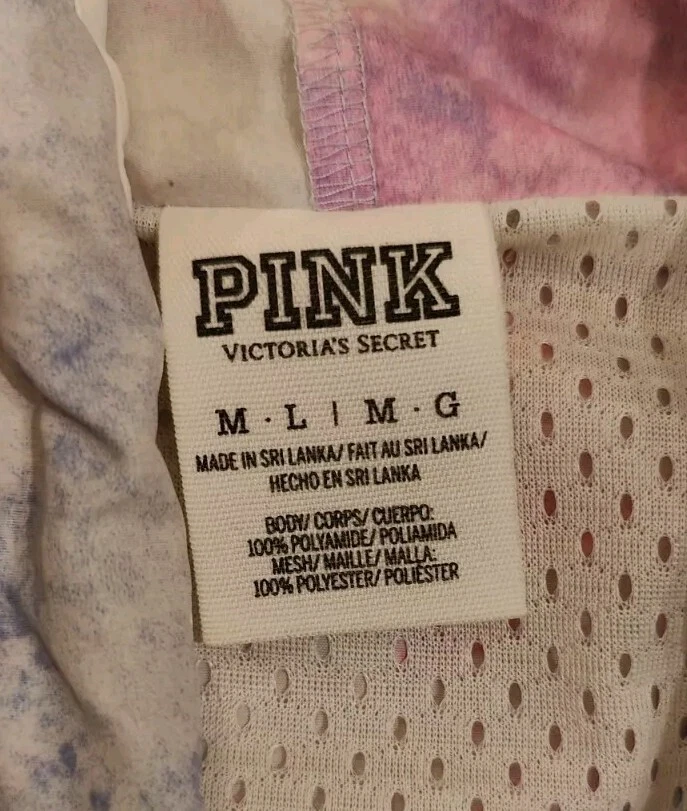 PINK
VICTORIA'S SECRET
M · L | M · G
MADE IN SRI LANKA/ FAIT AU SRI LANKA/
HECHO EN SRI LANKA
BODY/ CORPS/ CUERPO:
100% POLYAMIDE/ POLIAMIDA
MESH/ MAILLE/ MALLA:
100% POLYESTER/ POLIÉSTER